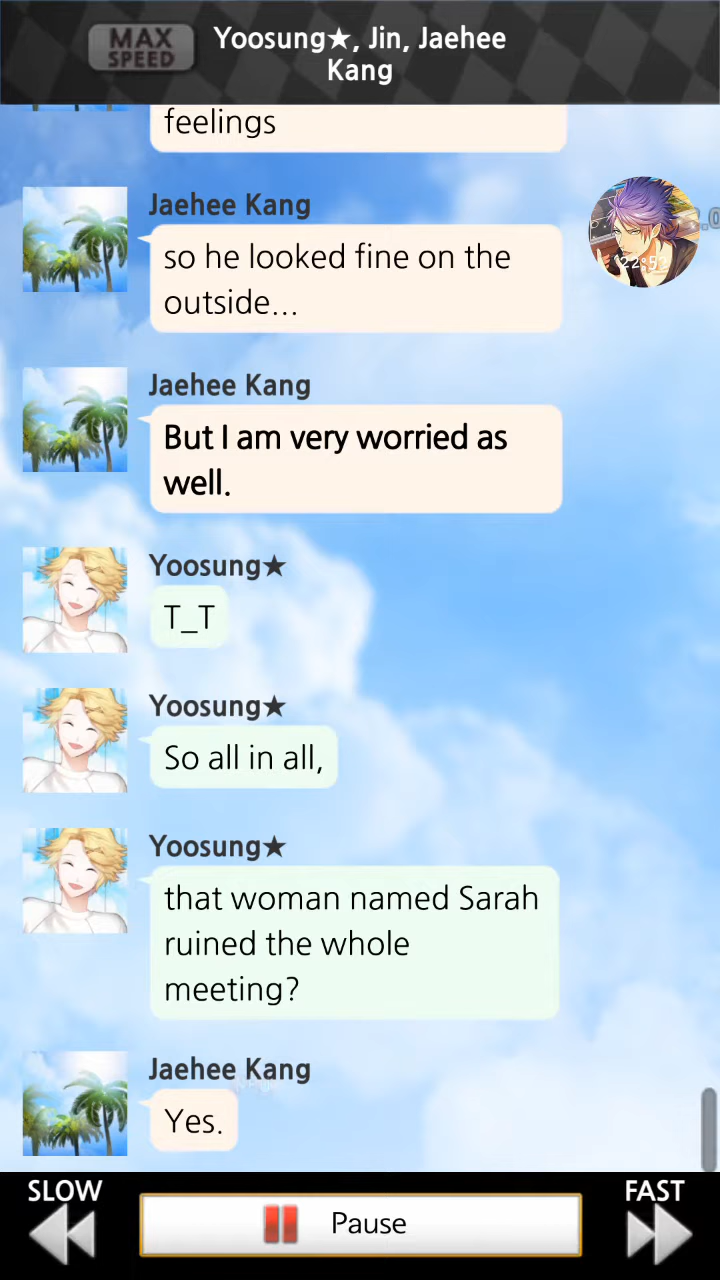 MAX
SPEED
Yoosung★, Jin, Jaehee
Kang
feelings
Jaehee Kang
so he looked fine on the
outside...
22:52
Jaehee Kang
But I am very worried as
well.
Yoosung★
T_T
Yoosung★
So all in all,
Yoosung★
that woman named Sarah
ruined the whole
meeting?
Jaehee Kang
Yes.
SLOW
Pause
FAST